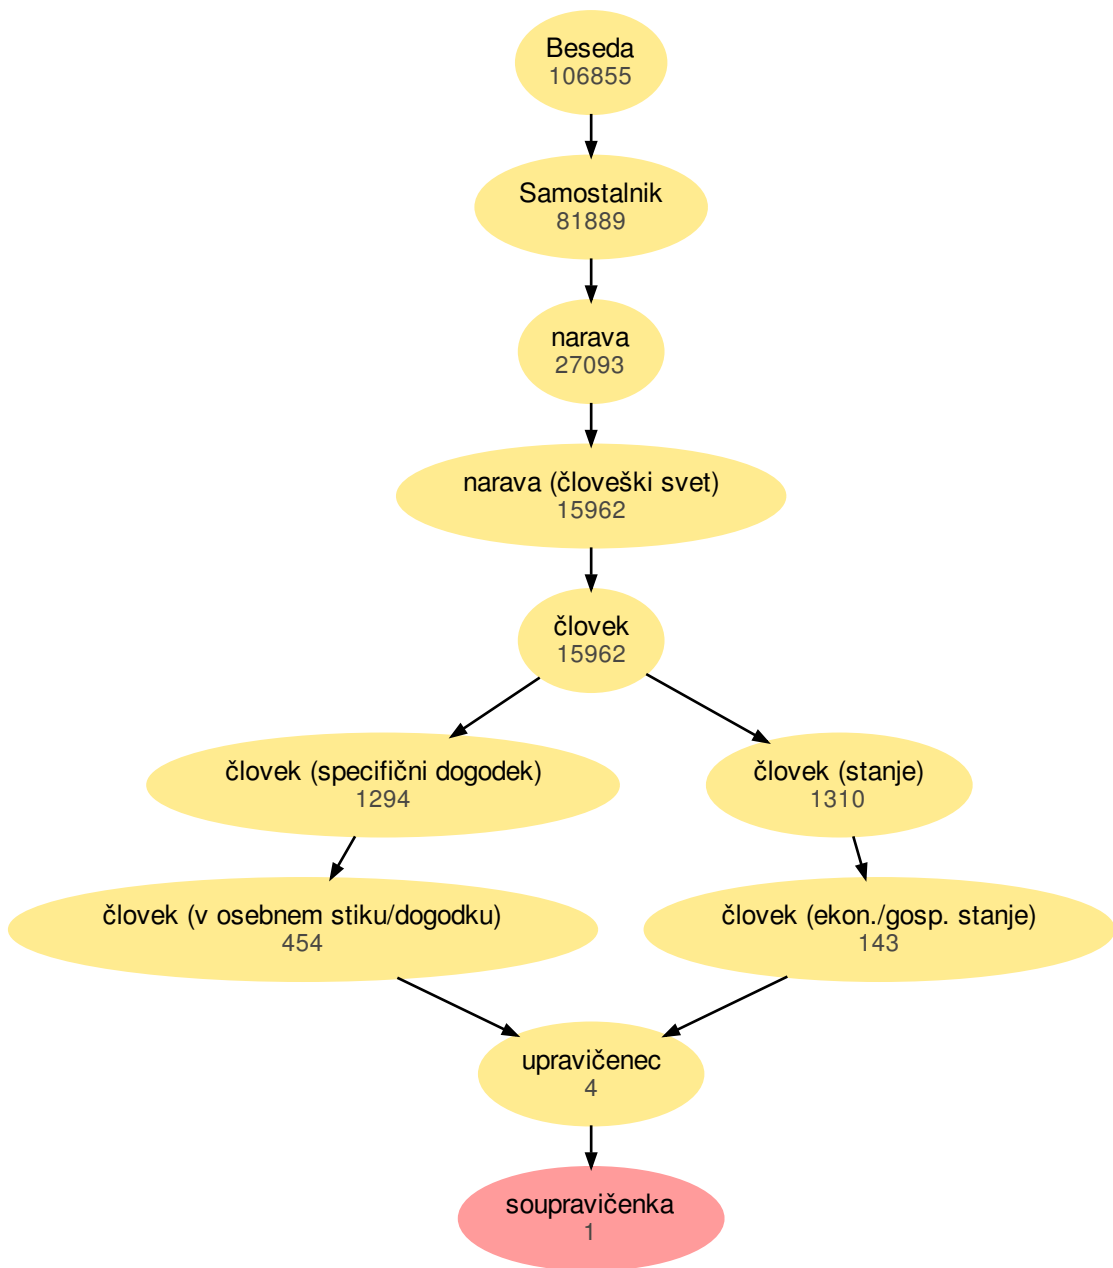 Beseda
106855
Samostalnik
81889
narava
27093
narava (človeški svet)
15962
človek
15962
človek (specifični dogodek)
1294
človek (stanje)
1310
človek (v osebnem stiku/dogodku)
454
človek (ekon./gosp. stanje)
143
upravičenec
4
soupravičenka
1